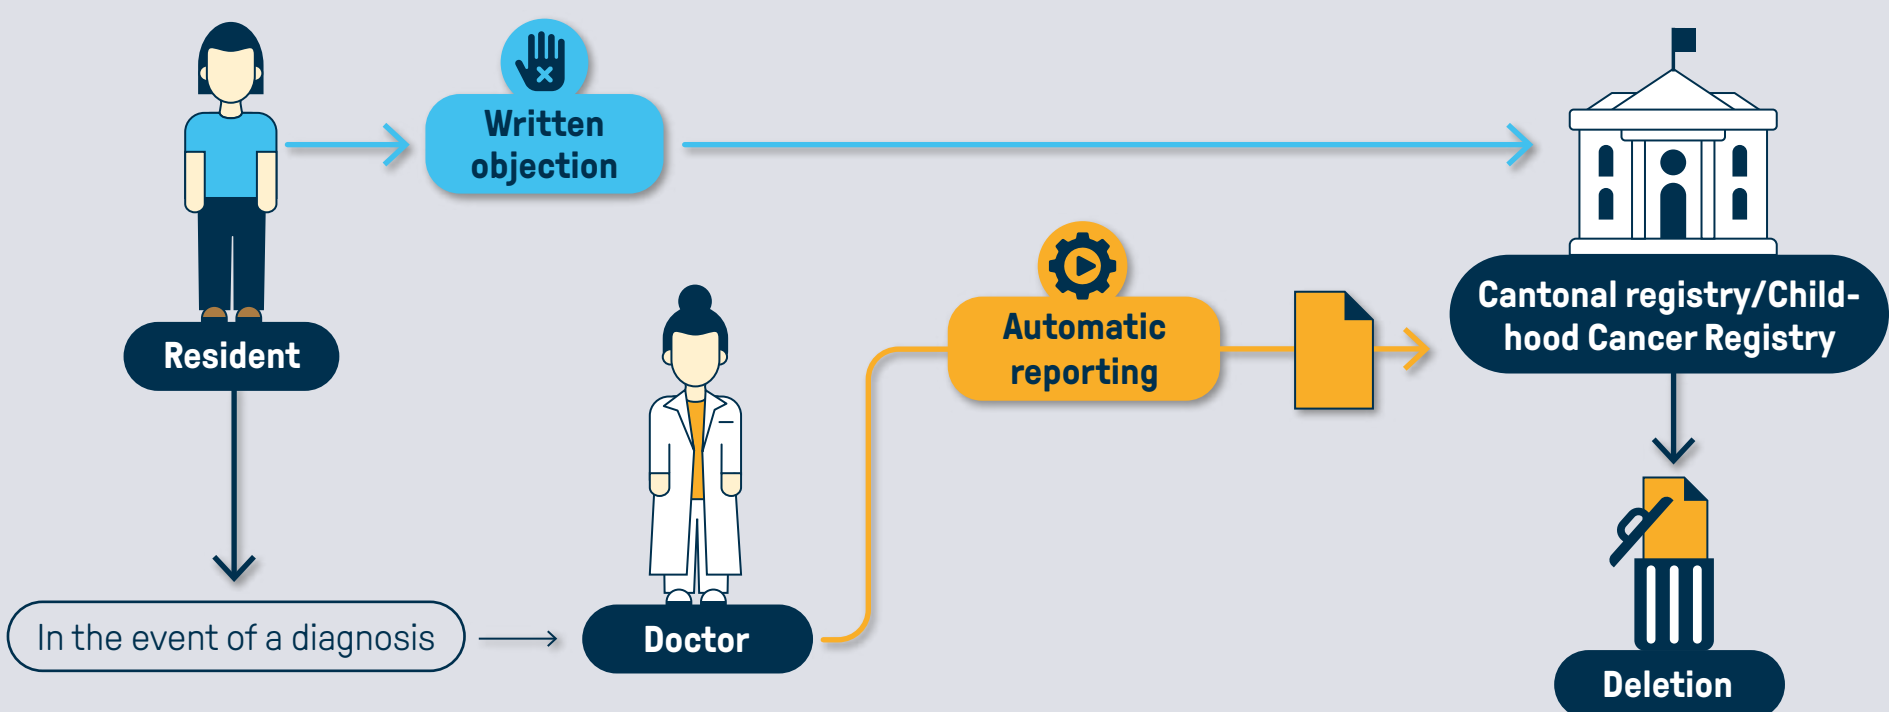 Written
objection
Automatic
reporting
Cantonal registry/Child-
hood Cancer Registry
Resident
In the event of a diagnosis
Doctor
Deletion